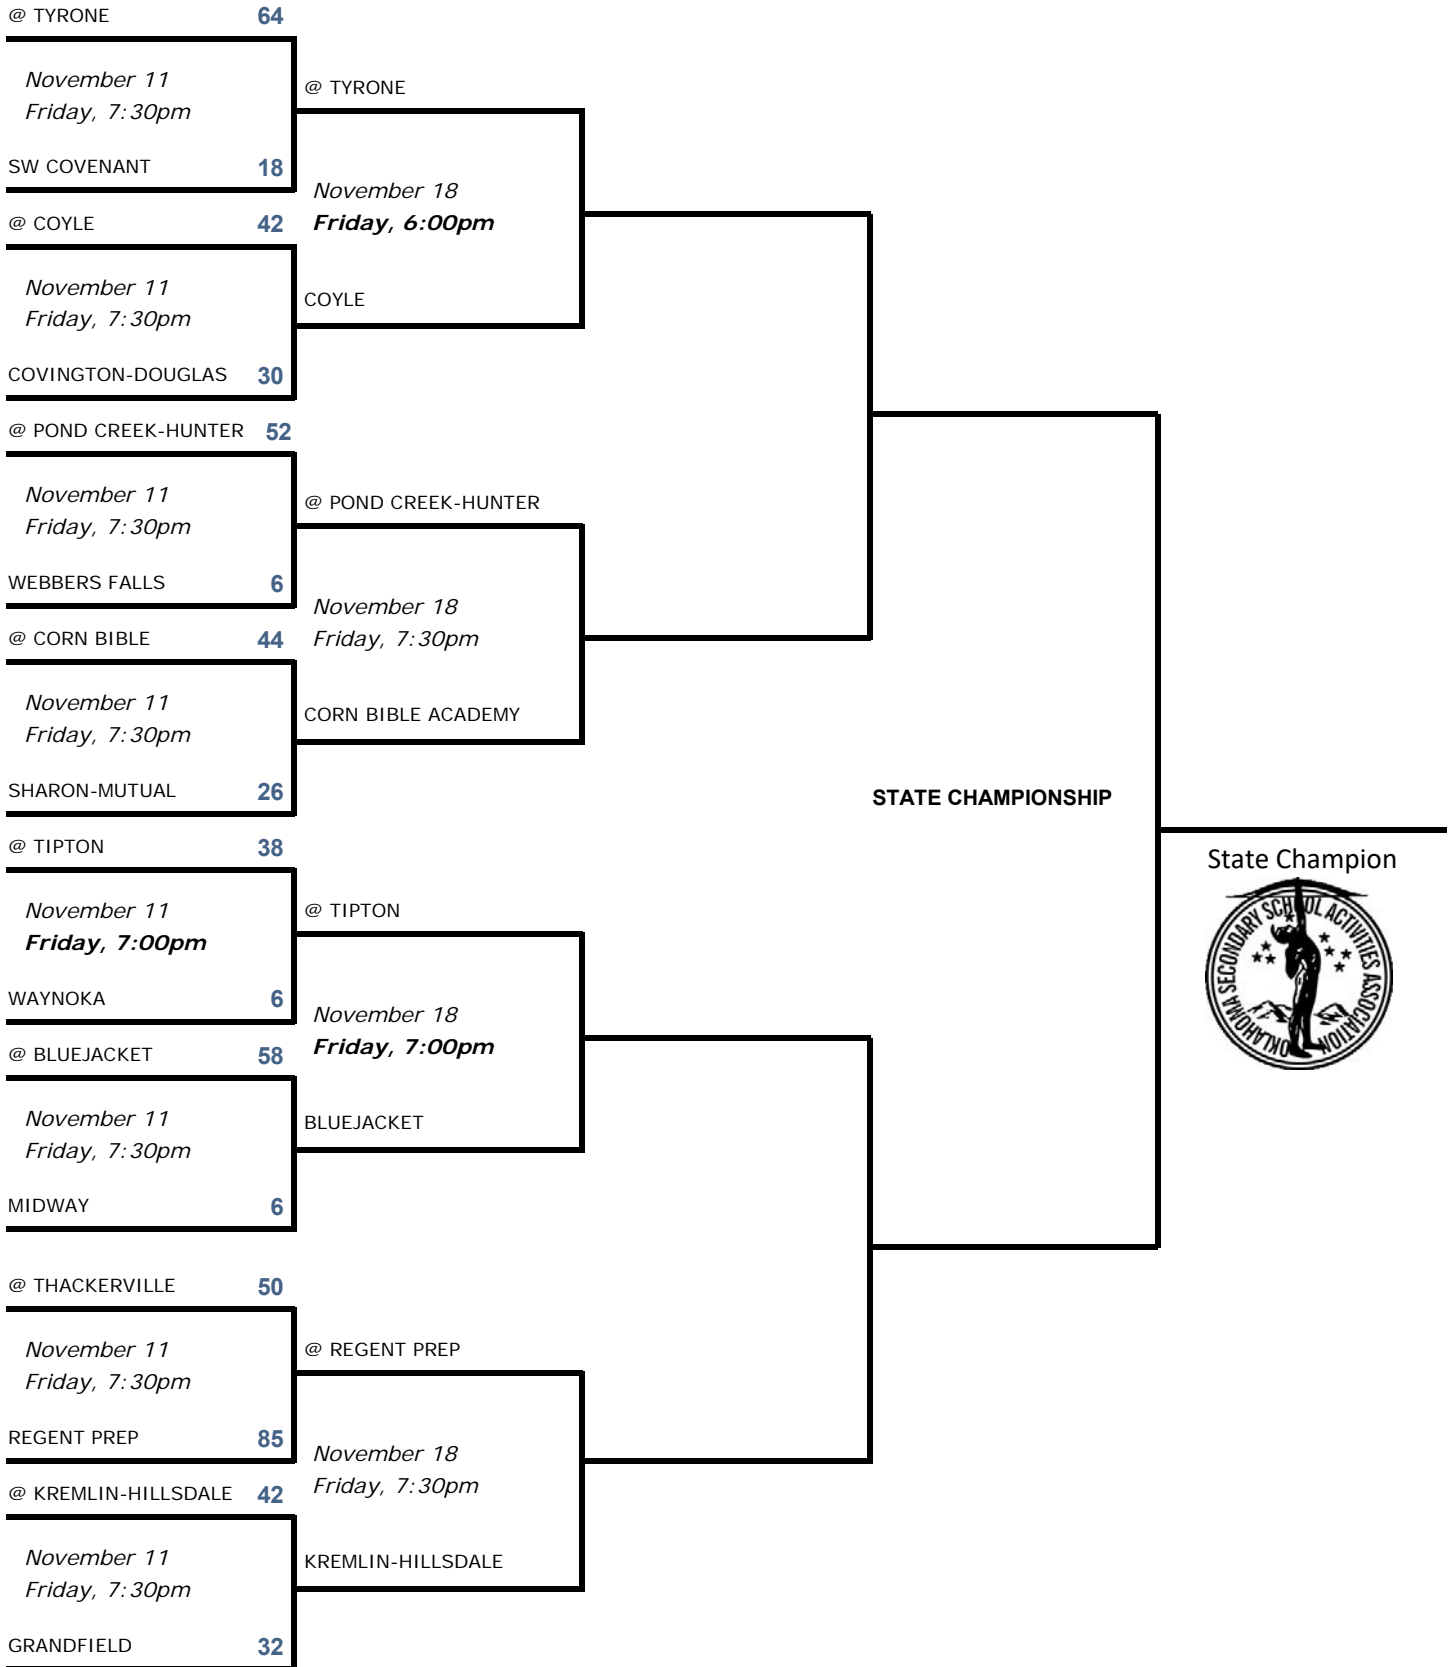 @ TYRONE 64
November 11
Friday, 7:30pm
SW COVENANT 18
@ COYLE 42
November 11
Friday, 7:30pm
COVINGTON-DOUGLAS 30
@ POND CREEK-HUNTER 52
November 11
Friday, 7:30pm
WEBBERS FALLS 6
@ CORN BIBLE 44
November 11
Friday, 7:30pm
SHARON-MUTUAL 26
@ TIPTON 38
November 11
Friday, 7:00pm
WAYNOKA 6
@ BLUEJACKET 58
November 11
Friday, 7:30pm
MIDWAY 6
@ THACKERVILLE 50
November 11
Friday, 7:30pm
REGENT PREP 85
@ KREMLIN-HILLSDALE 42
November 11
Friday, 7:30pm
GRANDFIELD 32
@ TYRONE
November 18
Friday, 6:00pm
COYLE
@ POND CREEK-HUNTER
November 18
Friday, 7:30pm
CORN BIBLE ACADEMY
@ TIPTON
November 18
Friday, 7:00pm
BLUEJACKET
@ REGENT PREP
November 18
Friday, 7:30pm
KREMLIN-HILLSDALE
STATE CHAMPIONSHIP
State Champion
OKLAHOMA SECONDARY SCHOOL ACTIVITIES ASSOCIATION